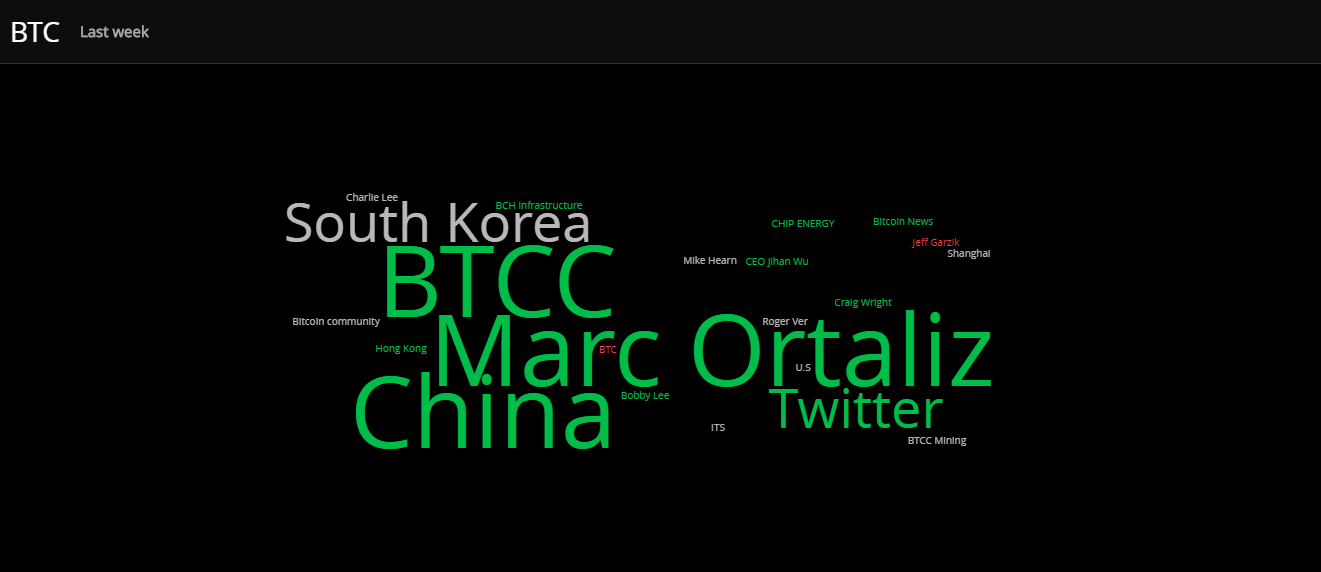 BTC Last week
Charlie Lee
South Korea
BCH infrastructure
CHIP ENERGY
Bitcoin News
Jeff Garzik
Shanghai
Mike Hearn
CEO Jihan Wu
BTCC
Craig Wright
Bitcoin community
Roger Ver
Marc Ortaliz
Hong Kong
BTC
U.S
China
Bobby Lee
Twitter
ITS
BTCC Mining